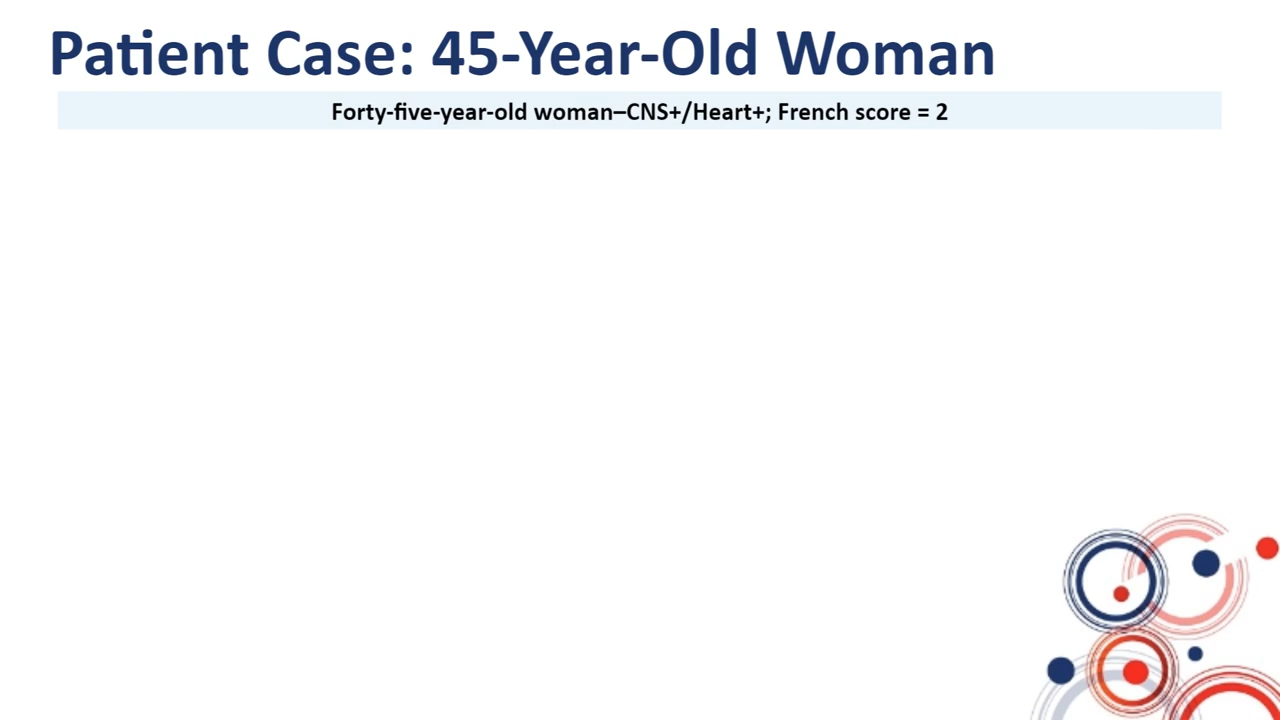 Patient Case: 45-Year-Old Woman
Forty-five-year-old woman–CNS+/Heart+; French score = 2